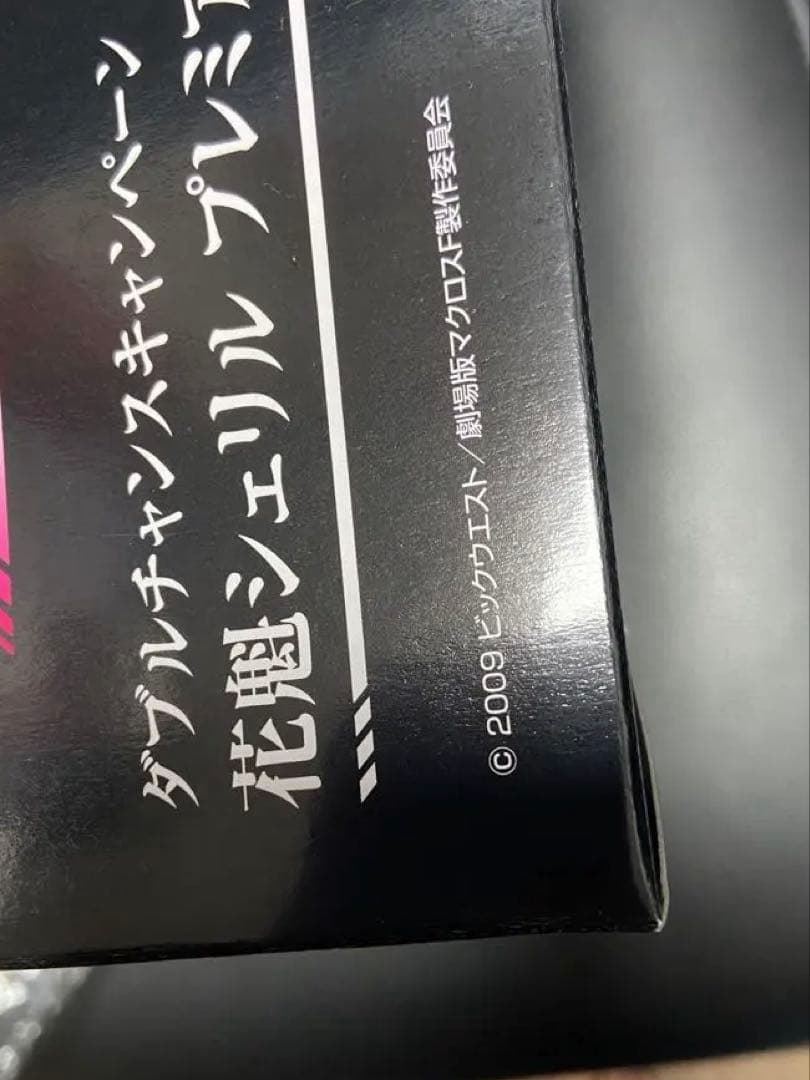 ダブルチャンスキャンペーン
花魁シェリル プレミ
© 2009 ビックウエスト/劇場版マクロスF製作委員会